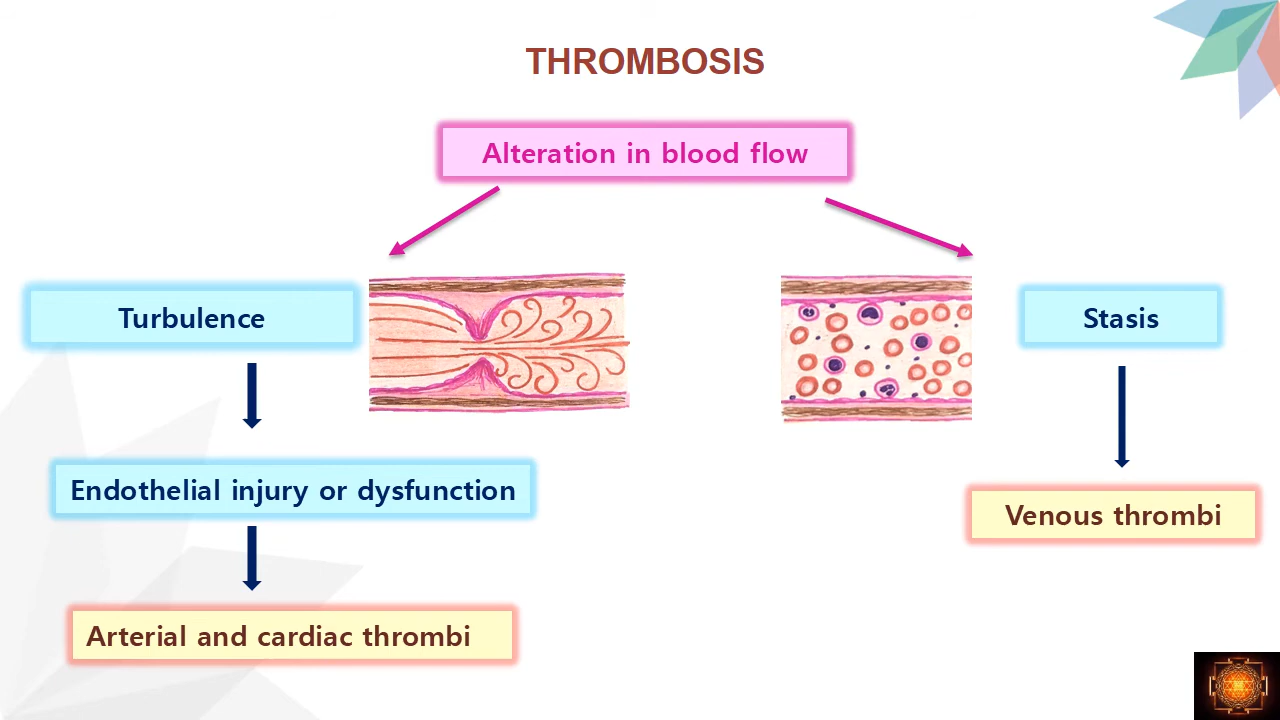 THROMBOSIS
Alteration in blood flow
Turbulence
Stasis
Endothelial injury or dysfunction
Venous thrombi
Arterial and cardiac thrombi